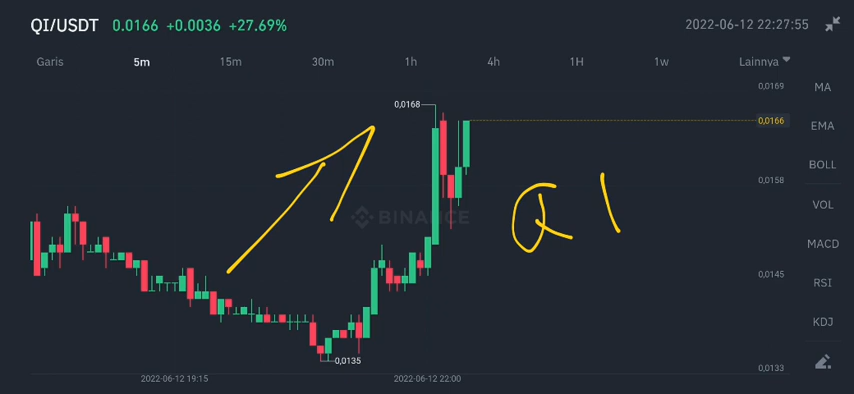 QI/USDT 0.0166 +0.0036 +27.69% 2022-06-12 22:27:55
Garis 5m 15m 30m 1h 4h 1H 1w Lainnya
0,0169
MA
0,0168
0,0166
EMA
BOLL
0,0158
QI
VOL
BINANCE
MACD
0,0145
RSI
KDJ
0,0135
0,0133
2022-06-12 19:15 2022-06-12 22:00